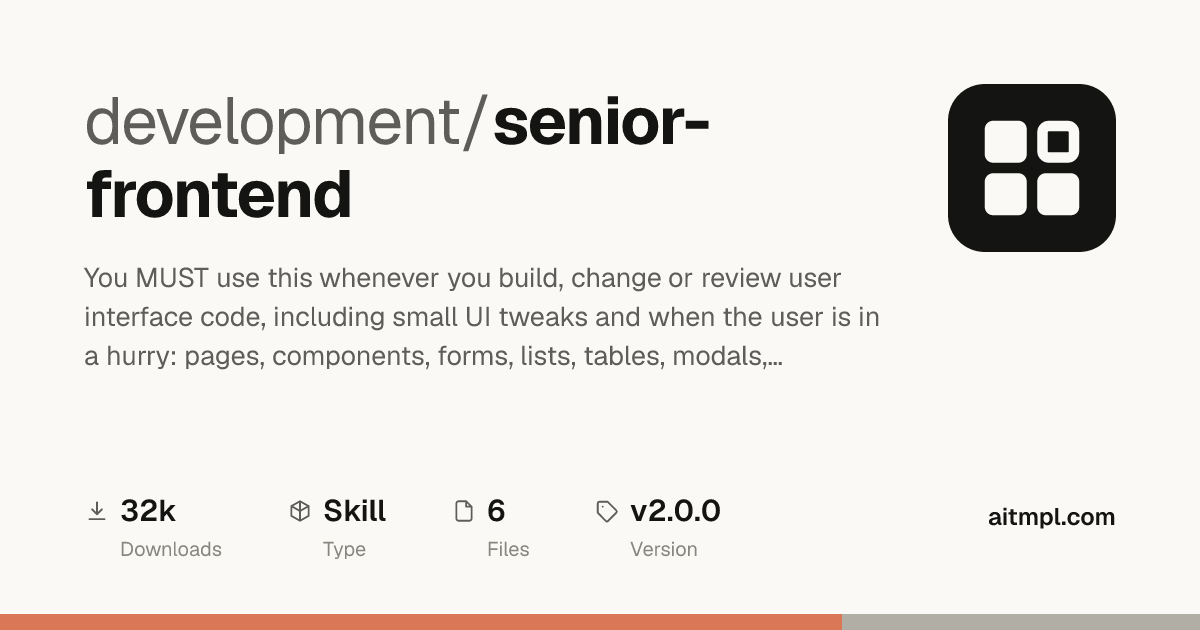 development/senior-
frontend
You MUST use this whenever you build, change or review user
interface code, including small UI tweaks and when the user is in
a hurry: pages, components, forms, lists, tables, modals,...
32k
Downloads
Skill
Type
6
Files
v2.0.0
Version
aitmpl.com